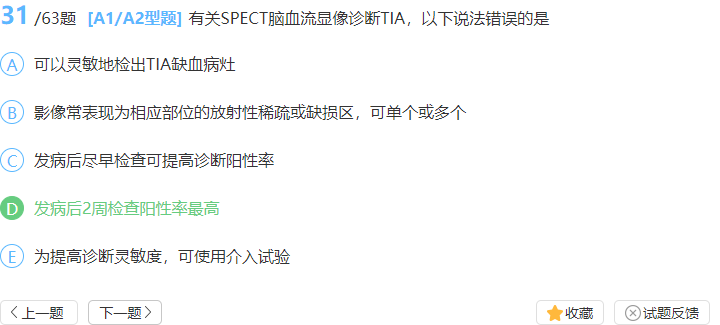 31 /63题 [A1/A2型题] 有关SPECT脑血流显像诊断TIA，以下说法错误的是
A 可以灵敏地检出TIA缺血病灶
B 影像常表现为相应部位的放射性稀疏或缺损区，可单个或多个
C 发病后尽早检查可提高诊断阳性率
D 发病后2周检查阳性率最高
E 为提高诊断灵敏度，可使用介入试验
上一题 下一题 收藏 试题反馈